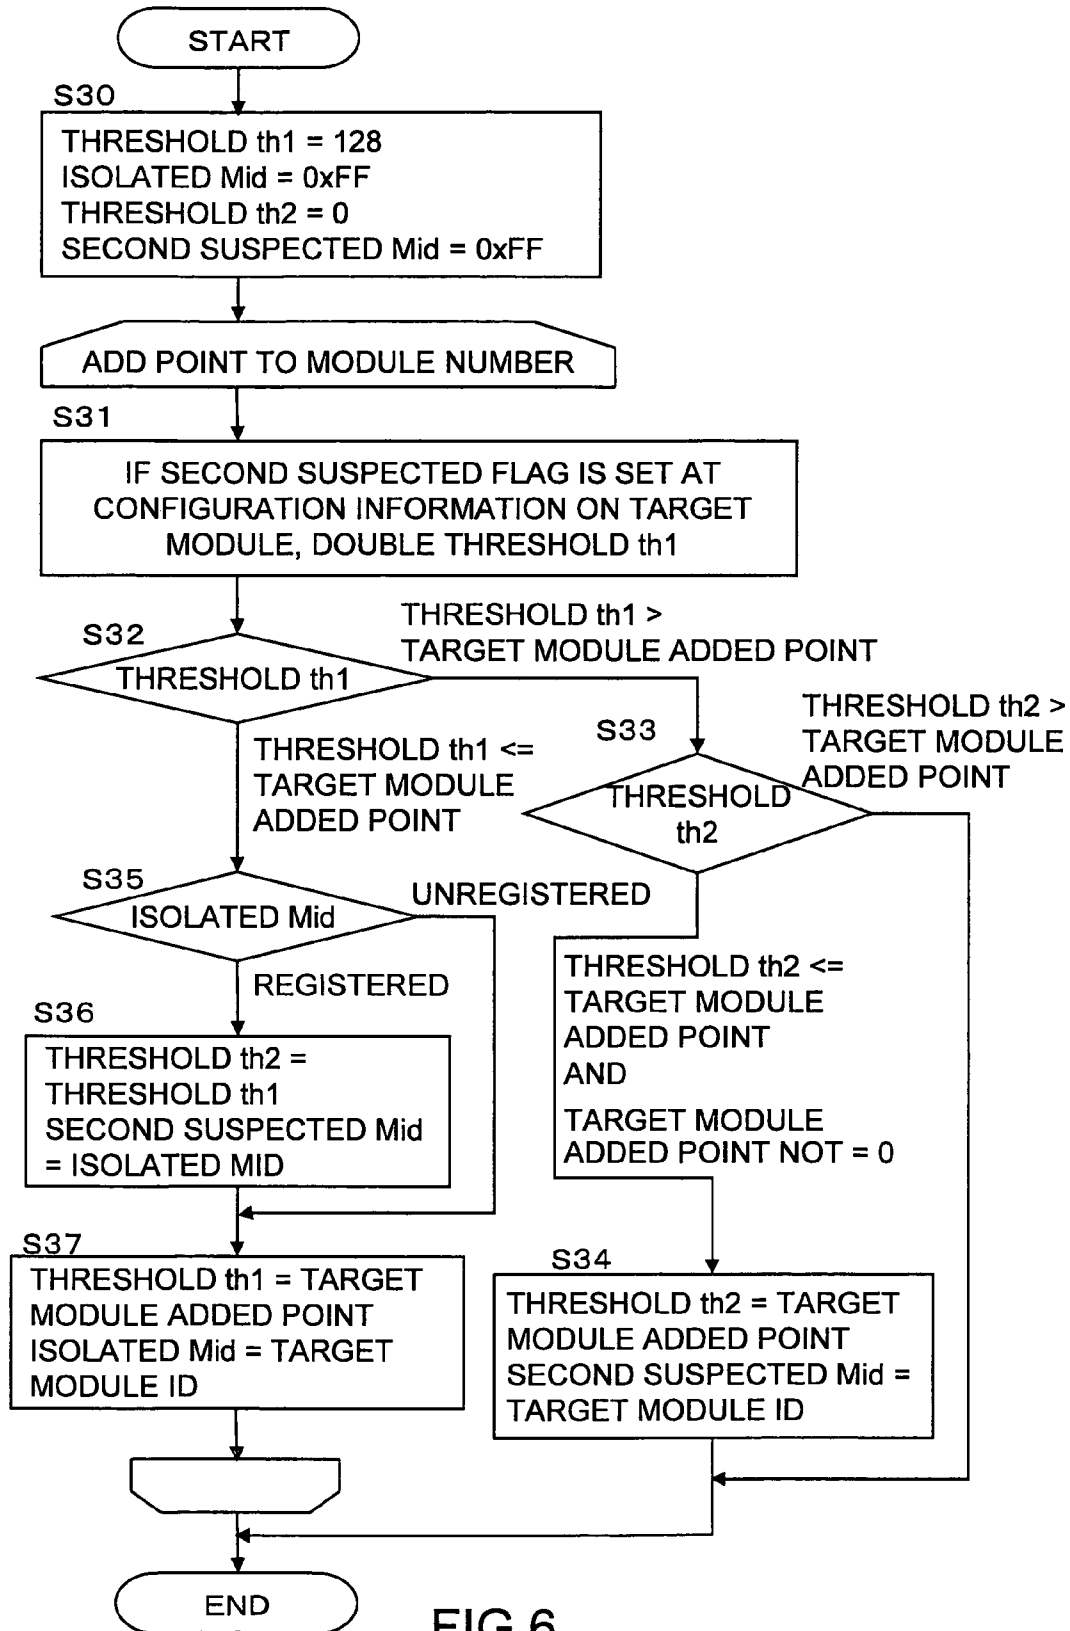 START
S30
THRESHOLD th1 = 128
ISOLATED Mid = 0xFF
THRESHOLD th2 = 0
SECOND SUSPECTED Mid = 0xFF
ADD POINT TO MODULE NUMBER
S31
IF SECOND SUSPECTED FLAG IS SET AT
CONFIGURATION INFORMATION ON TARGET
MODULE, DOUBLE THRESHOLD th1
S32
THRESHOLD th1
THRESHOLD th1 >
TARGET MODULE ADDED POINT
THRESHOLD th1 <=
TARGET MODULE
ADDED POINT
S33
THRESHOLD
th2
THRESHOLD th2 >
TARGET MODULE
ADDED POINT
S35
ISOLATED Mid
UNREGISTERED
REGISTERED
THRESHOLD th2 <=
TARGET MODULE
ADDED POINT
AND
TARGET MODULE
ADDED POINT NOT = 0
S36
THRESHOLD th2 =
THRESHOLD th1
SECOND SUSPECTED Mid
= ISOLATED MID
S37
THRESHOLD th1 = TARGET
MODULE ADDED POINT
ISOLATED Mid = TARGET
MODULE ID
S34
THRESHOLD th2 = TARGET
MODULE ADDED POINT
SECOND SUSPECTED Mid =
TARGET MODULE ID
END
FIG.6